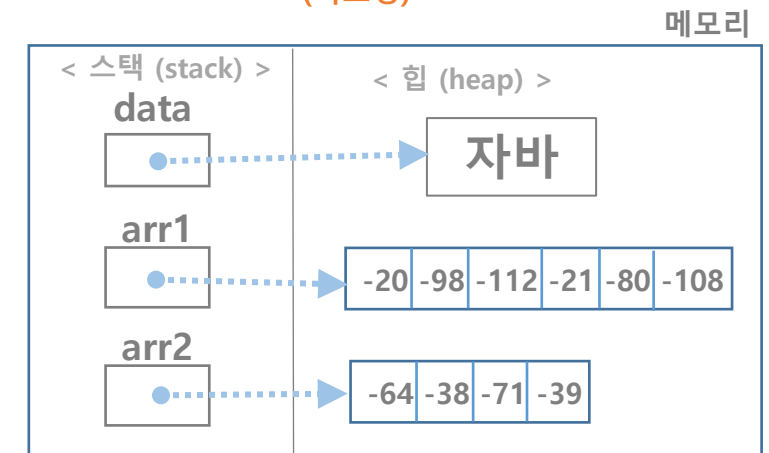 메모리
< 스택 (stack) > < 힙 (heap) >
data
자바
arr1
-20 -98 -112 -21 -80 -108
arr2
-64 -38 -71 -39